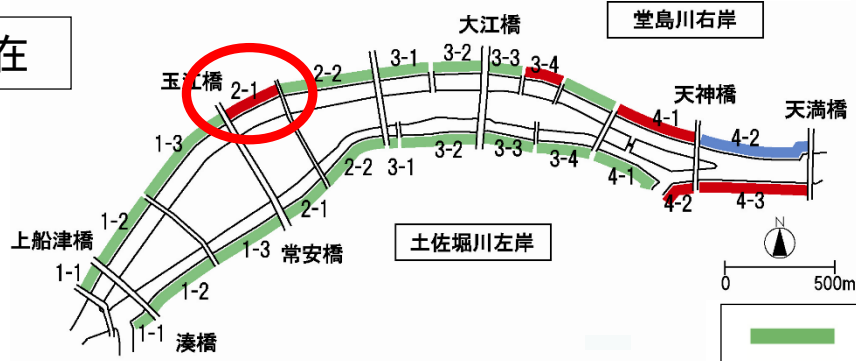 在
堂島川右岸
大江橋
玉江橋
天神橋
天満橋
2-1
2-2
3-1
3-2
3-3
3-4
4-1
4-2
1-3
1-2
上船津橋
1-1
2-2
3-1
3-2
3-3
3-4
4-1
4-2
4-3
2-1
1-3
常安橋
1-2
1-1
湊橋
土佐堀川左岸
N
0
500m